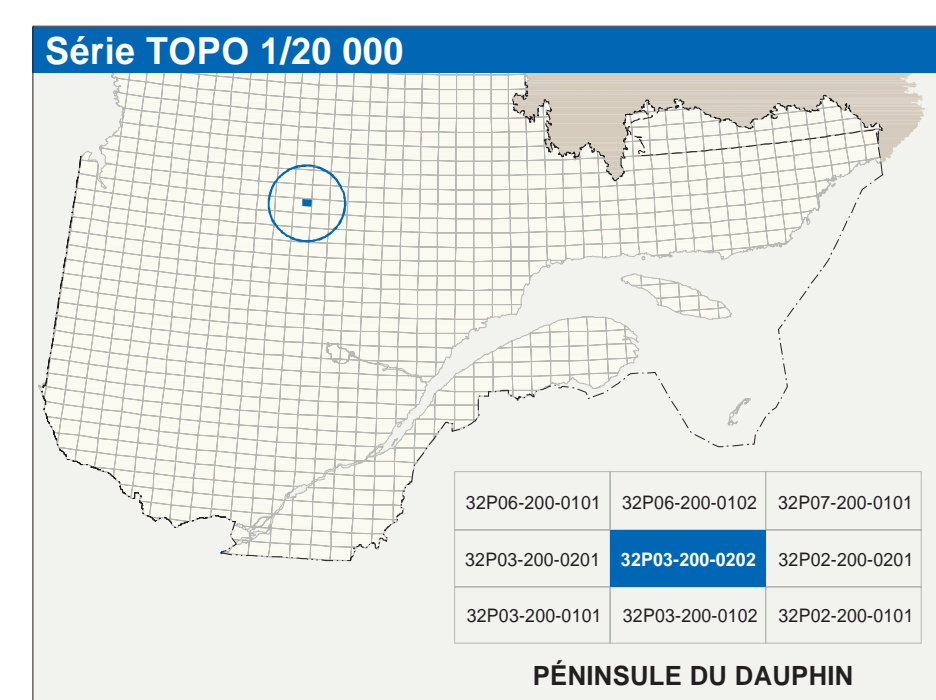 Série TOPO 1/20 000
32P06-200-0101 32P06-200-0102 32P07-200-0101
32P03-200-0201 32P03-200-0202 32P02-200-0201
32P03-200-0101 32P03-200-0102 32P02-200-0101
PÉNINSULE DU DAUPHIN